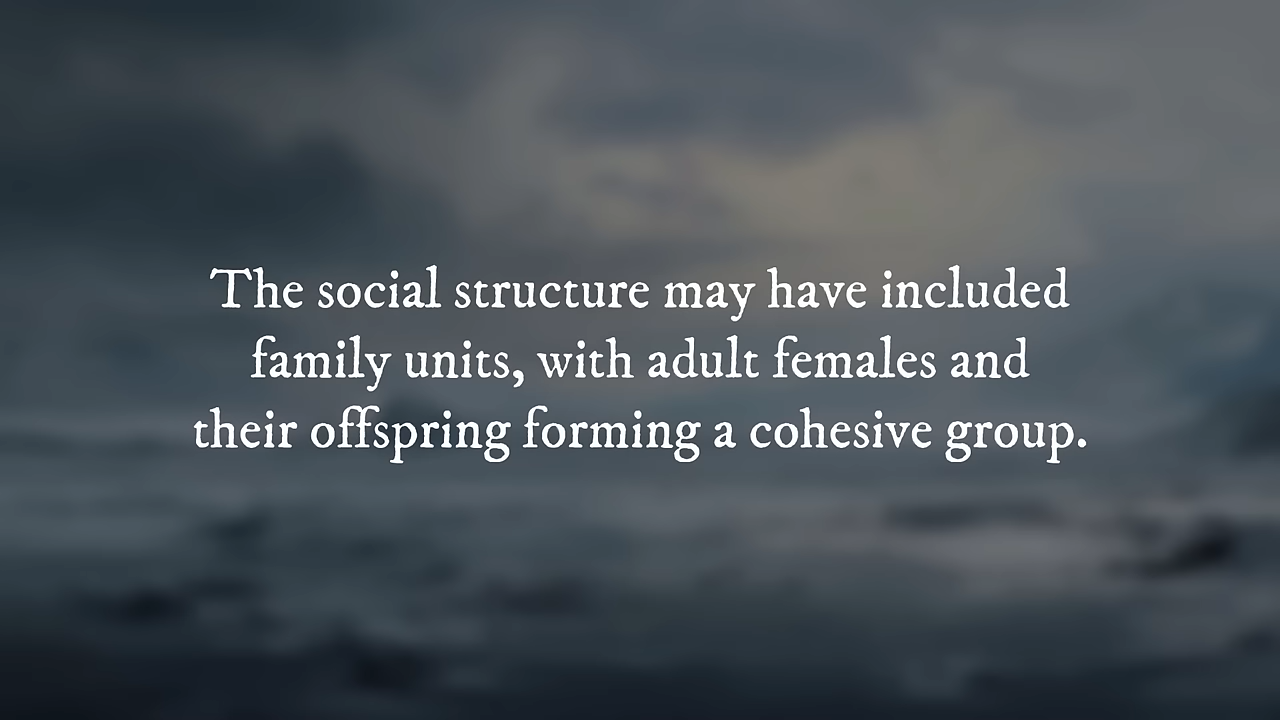 The social structure may have included
family units, with adult females and
their offspring forming a cohesive group.